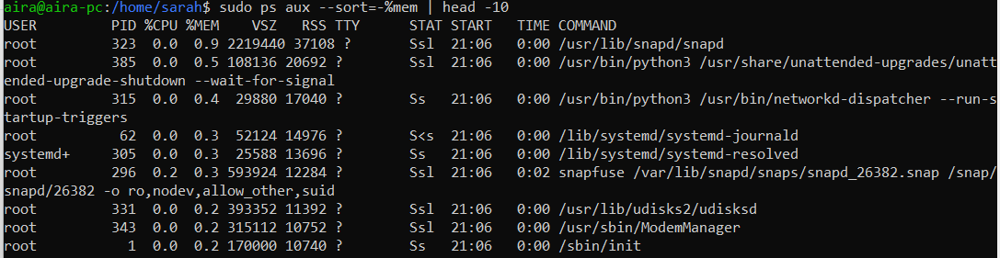 aira@aira-pc:/home/sarah$ sudo ps aux --sort=-%mem | head -10
USER         PID %CPU %MEM    VSZ   RSS TTY      STAT START   TIME COMMAND
root         323  0.0  0.9 2219440 37108 ?       Ssl  21:06   0:00 /usr/lib/snapd/snapd
root         385  0.0  0.5 108136 20692 ?        Ssl  21:06   0:00 /usr/bin/python3 /usr/share/unattended-upgrades/unatt
ended-upgrade-shutdown --wait-for-signal
root         315  0.0  0.4  29880 17040 ?        Ss   21:06   0:00 /usr/bin/python3 /usr/bin/networkd-dispatcher --run-s
tartup-triggers
root          62  0.0  0.3  52124 14976 ?        S<s  21:06   0:00 /lib/systemd/systemd-journald
systemd+     305  0.0  0.3  25588 13696 ?        Ss   21:06   0:00 /lib/systemd/systemd-resolved
root         296  0.2  0.3 593924 12284 ?        Ssl  21:06   0:02 snapfuse /var/lib/snapd/snaps/snapd_26382.snap /snap/
snapd/26382 -o ro,nodev,allow_other,suid
root         331  0.0  0.2 393352 11392 ?        Ssl  21:06   0:00 /usr/lib/udisks2/udisksd
root         343  0.0  0.2 315112 10752 ?        Ssl  21:06   0:00 /usr/sbin/ModemManager
root           1  0.0  0.2 170000 10740 ?        Ss   21:06   0:00 /sbin/init